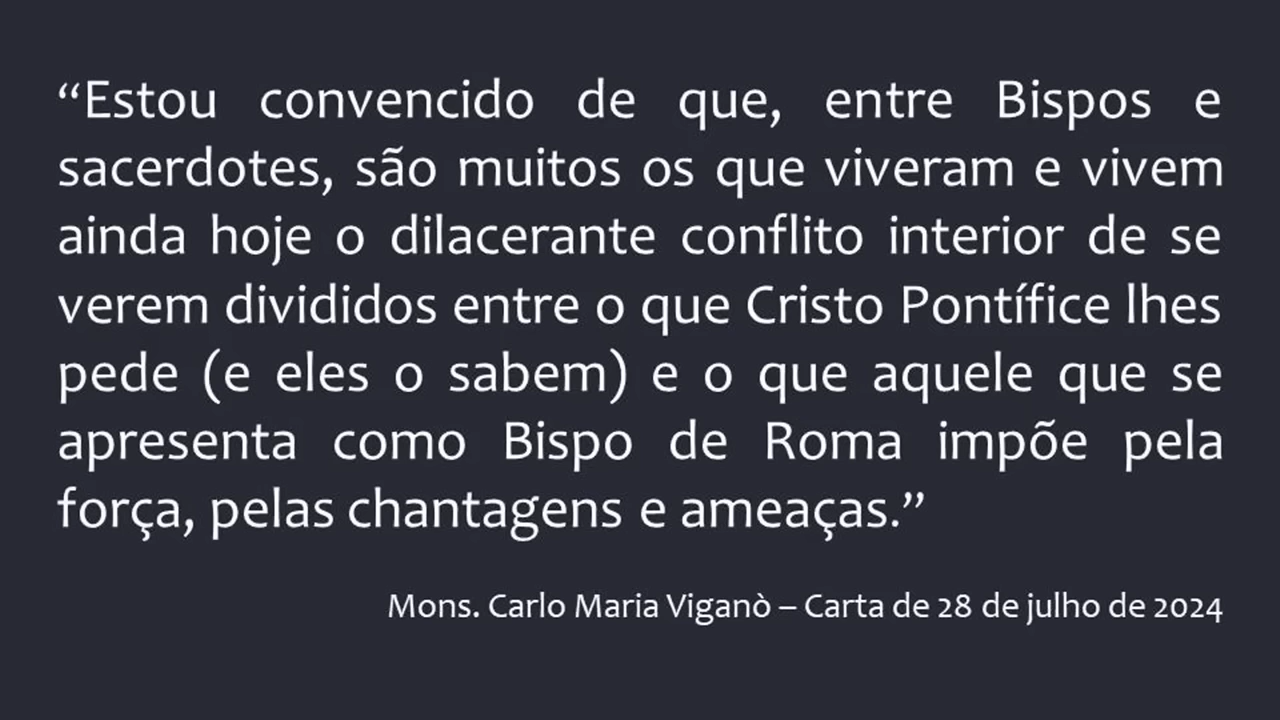 “Estou convencido de que, entre Bispos e
sacerdotes, são muitos os que viveram e vivem
ainda hoje o dilacerante conflito interior de se
verem divididos entre o que Cristo Pontífice lhes
pede (e eles o sabem) e o que aquele que se
apresenta como Bispo de Roma impõe pela
força, pelas chantagens e ameaças.”
Mons. Carlo Maria Viganò – Carta de 28 de julho de 2024